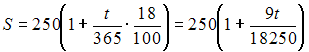 S = 250(1 + t/365 · 18/100) = 250(1 + 9t/18250)